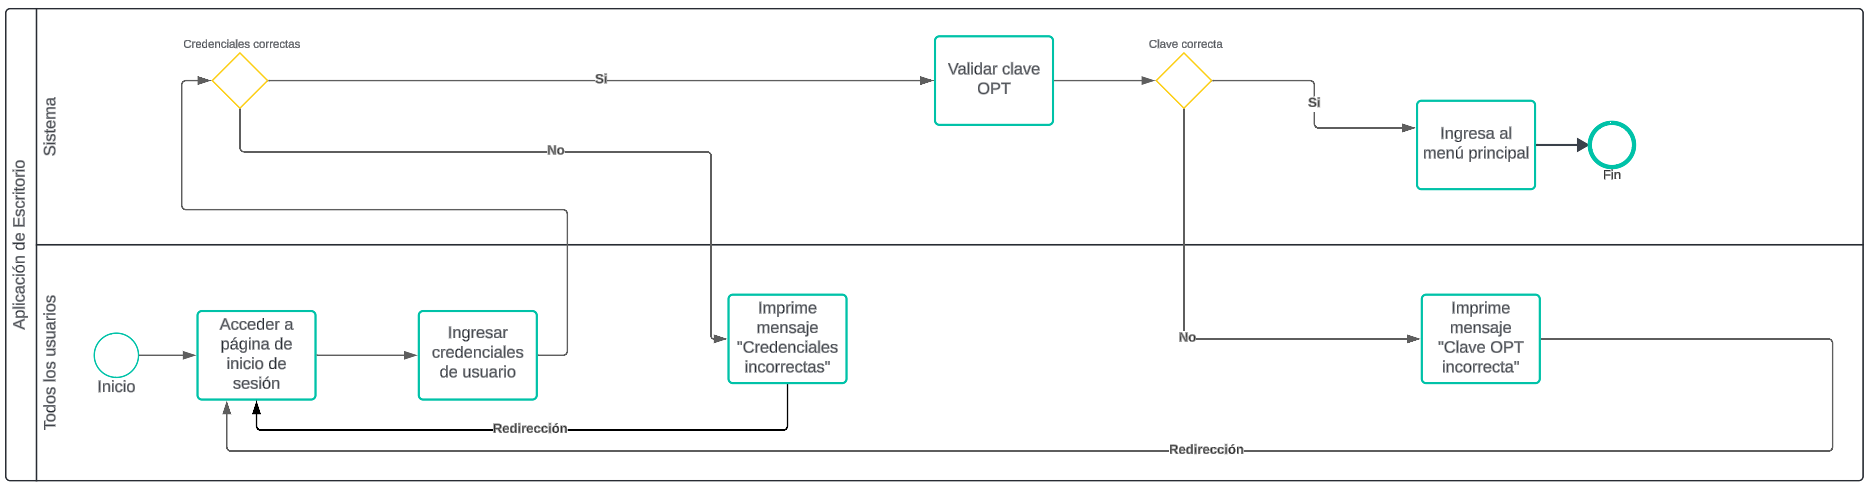 Aplicación de Escritorio
Sistema
Credenciales correctas
Si
No
Validar clave
OPT
Clave correcta
Si
Ingresa al
menú principal
Fin
Todos los usuarios
Inicio
Acceder a
página de
inicio de
sesión
Ingresar
credenciales
de usuario
Imprime
mensaje
"Credenciales
incorrectas"
Redirección
No
Imprime
mensaje
"Clave OPT
incorrecta"
Redirección